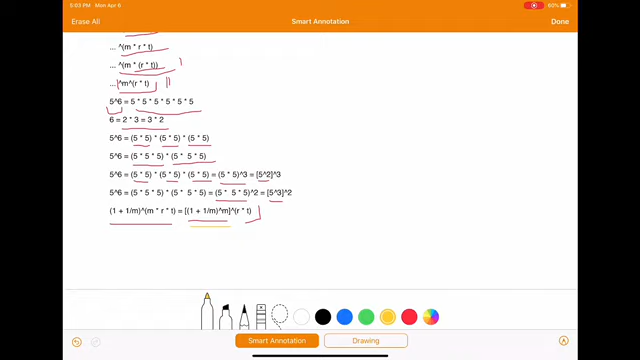 5:03 PM Mon Apr 6
60%
Erase All
Smart Annotation
Done
... ^(m * r * t)
... ^(m * (r * t))
... ^m^(r * t)
5^6 = 5 * 5 * 5 * 5 * 5 * 5
6 = 2 * 3 = 3 * 2
5^6 = (5 * 5) * (5 * 5) * (5 * 5)
5^6 = (5 * 5 * 5) * (5 * 5 * 5)
5^6 = (5 * 5) * (5 * 5) * (5 * 5) = (5 * 5)^3 = [5^2]^3
5^6 = (5 * 5 * 5) * (5 * 5 * 5) = (5 * 5 * 5)^2 = [5^3]^2
(1 + 1/m)^(m * r * t) = [(1 + 1/m)^m]^(r * t)
Smart Annotation
Drawing